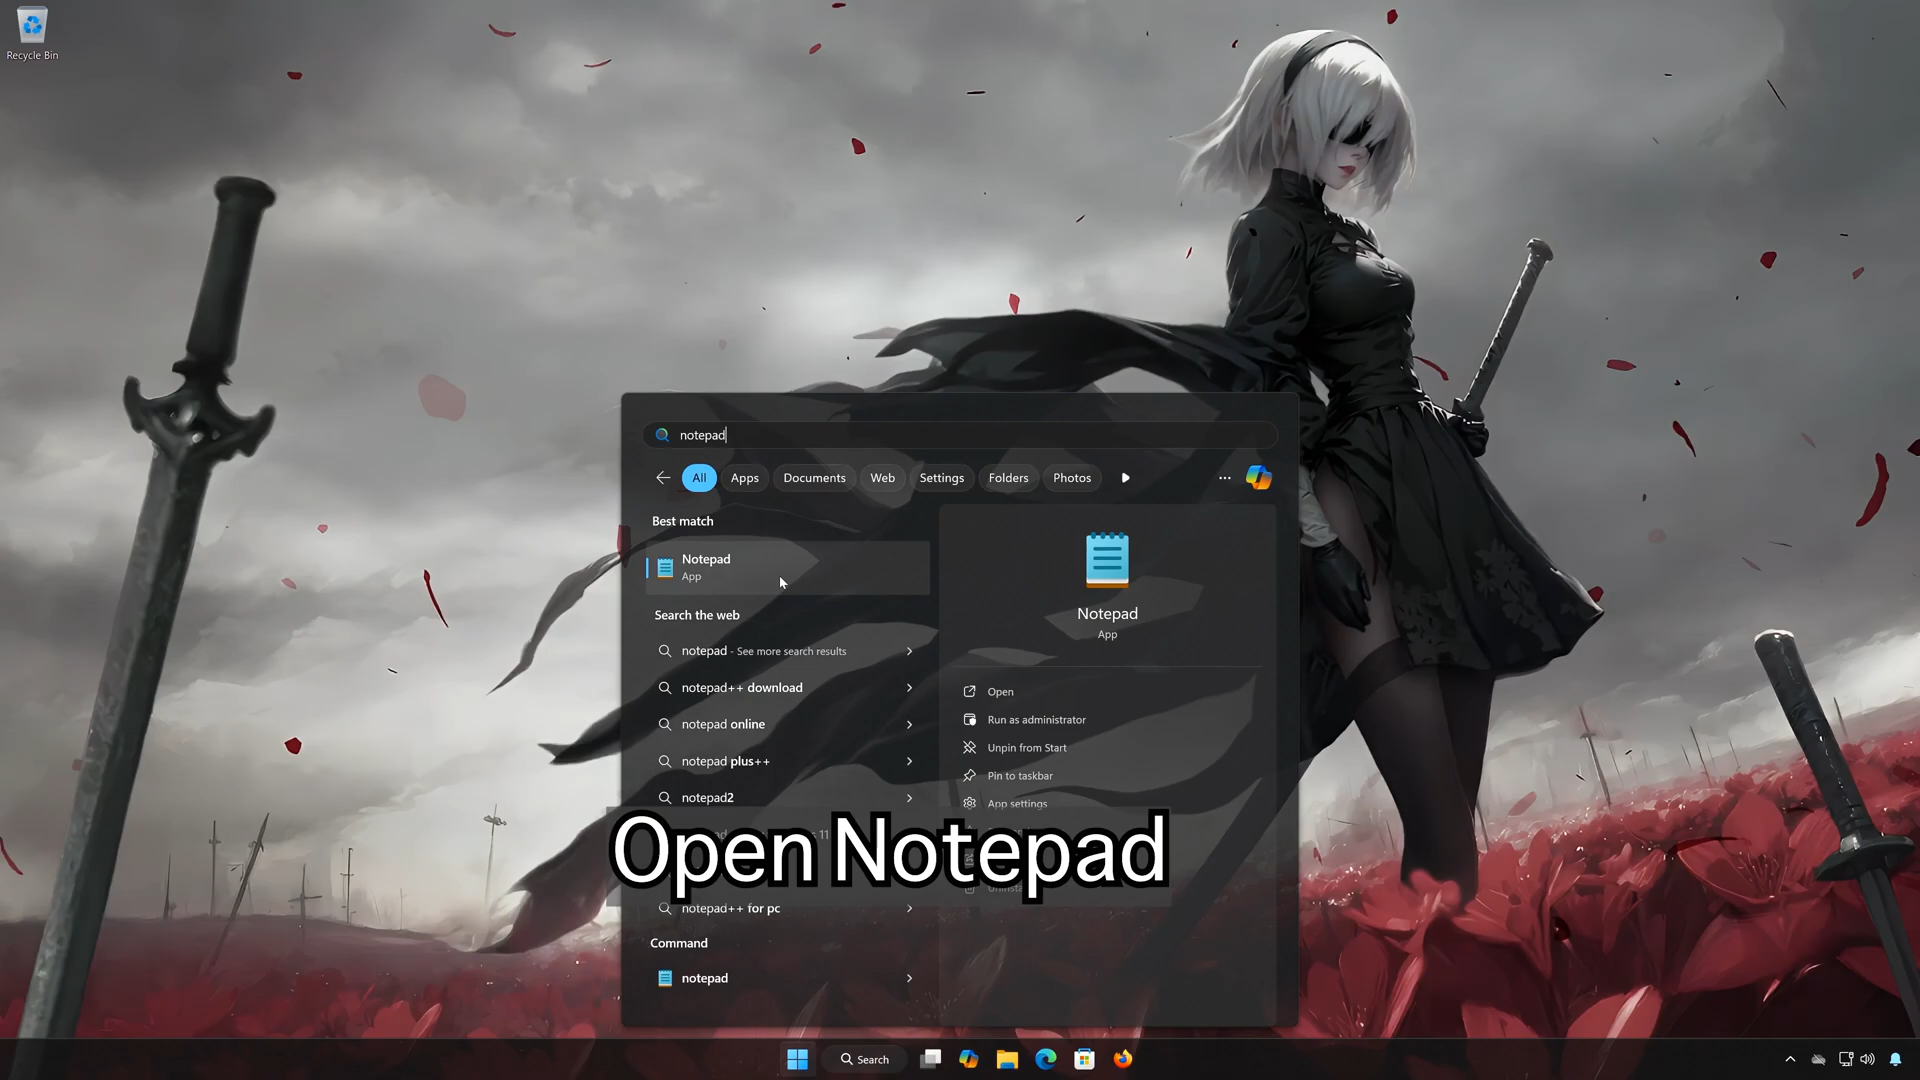 Recycle Bin
notepad
All Apps Documents Web Settings Folders Photos
Best match
Notepad
App
Search the web
notepad - See more search results
notepad++ download
notepad online
notepad plus++
notepad2
11
notepad++ for pc
Command
notepad
Notepad
App
Open
Run as administrator
Unpin from Start
Pin to taskbar
App settings
Open Notepad
Search